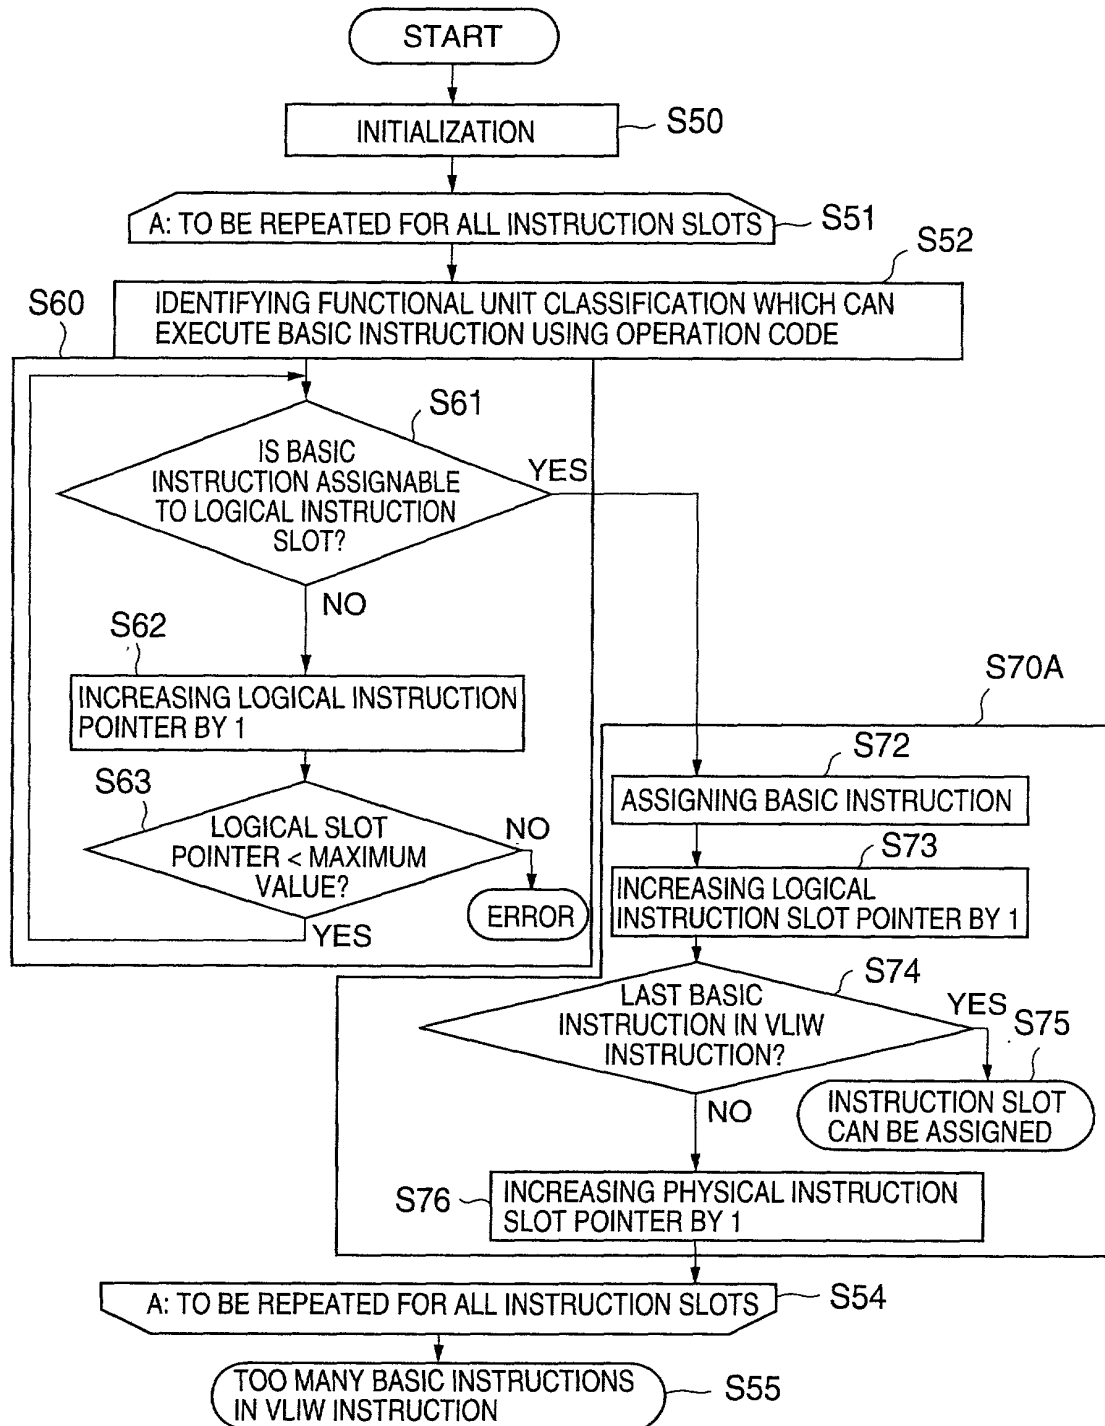 START
INITIALIZATION
S50
A: TO BE REPEATED FOR ALL INSTRUCTION SLOTS
S51
S52
IDENTIFYING FUNCTIONAL UNIT CLASSIFICATION WHICH CAN
EXECUTE BASIC INSTRUCTION USING OPERATION CODE
S60
S61
IS BASIC
INSTRUCTION ASSIGNABLE
TO LOGICAL INSTRUCTION
SLOT?
YES
NO
S62
INCREASING LOGICAL INSTRUCTION
POINTER BY 1
S63
LOGICAL SLOT
POINTER < MAXIMUM
VALUE?
NO
ERROR
YES
S70A
S72
ASSIGNING BASIC INSTRUCTION
S73
INCREASING LOGICAL
INSTRUCTION SLOT POINTER BY 1
S74
LAST BASIC
INSTRUCTION IN VLIW
INSTRUCTION?
YES
S75
INSTRUCTION SLOT
CAN BE ASSIGNED
NO
S76
INCREASING PHYSICAL INSTRUCTION
SLOT POINTER BY 1
A: TO BE REPEATED FOR ALL INSTRUCTION SLOTS
S54
TOO MANY BASIC INSTRUCTIONS
IN VLIW INSTRUCTION
S55